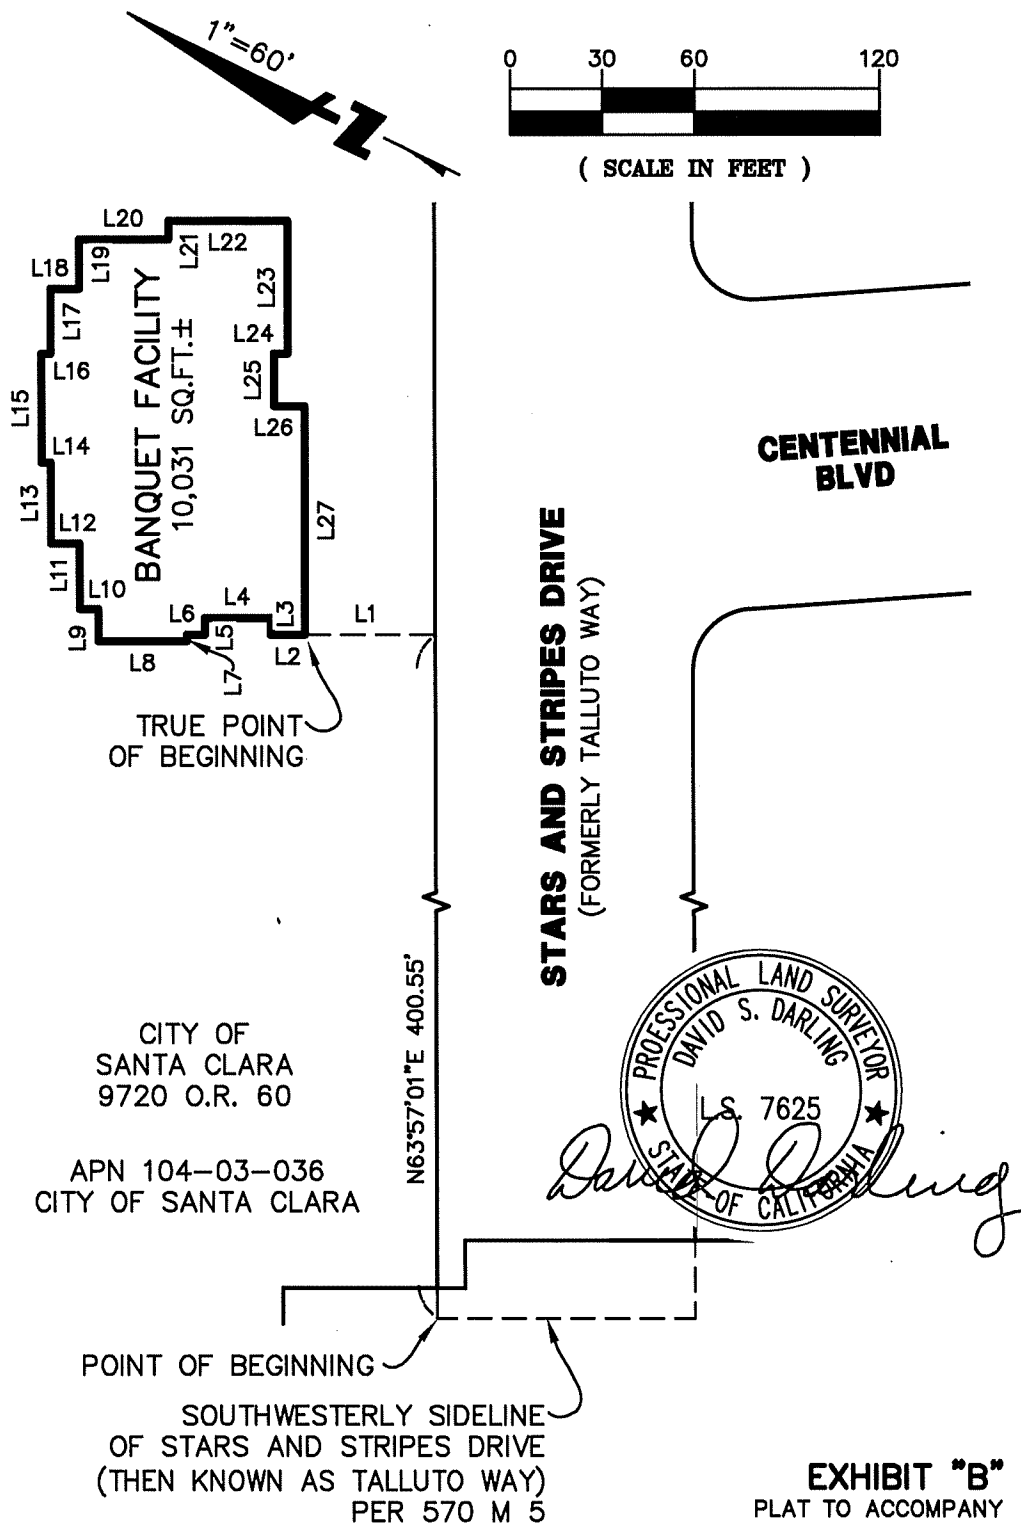 1"=60'
N
0 30 60 120
( SCALE IN FEET )
L20
L21
L22
L19
L18
L17
L23
L24
L16
L25
L15
L26
L14
L13
L12
L27
L11
L10
L9
L8
L6
L7
L5
L4
L3
L2
L1
BANQUET FACILITY
10,031 SQ.FT.±
CENTENNIAL
BLVD
STARS AND STRIPES DRIVE
(FORMERLY TALLUTO WAY)
TRUE POINT
OF BEGINNING
N63°57'01"E 400.55'
CITY OF
SANTA CLARA
9720 O.R. 60
APN 104-03-036
CITY OF SANTA CLARA
PROESSIONAL LAND SURVEYOR
DAVID S. DARLING
L.S. 7625
STATE OF CALIFORNIA
David Darling
POINT OF BEGINNING
SOUTHWESTERLY SIDELINE
OF STARS AND STRIPES DRIVE
(THEN KNOWN AS TALLUTO WAY)
PER 570 M 5
EXHIBIT "B"
PLAT TO ACCOMPANY